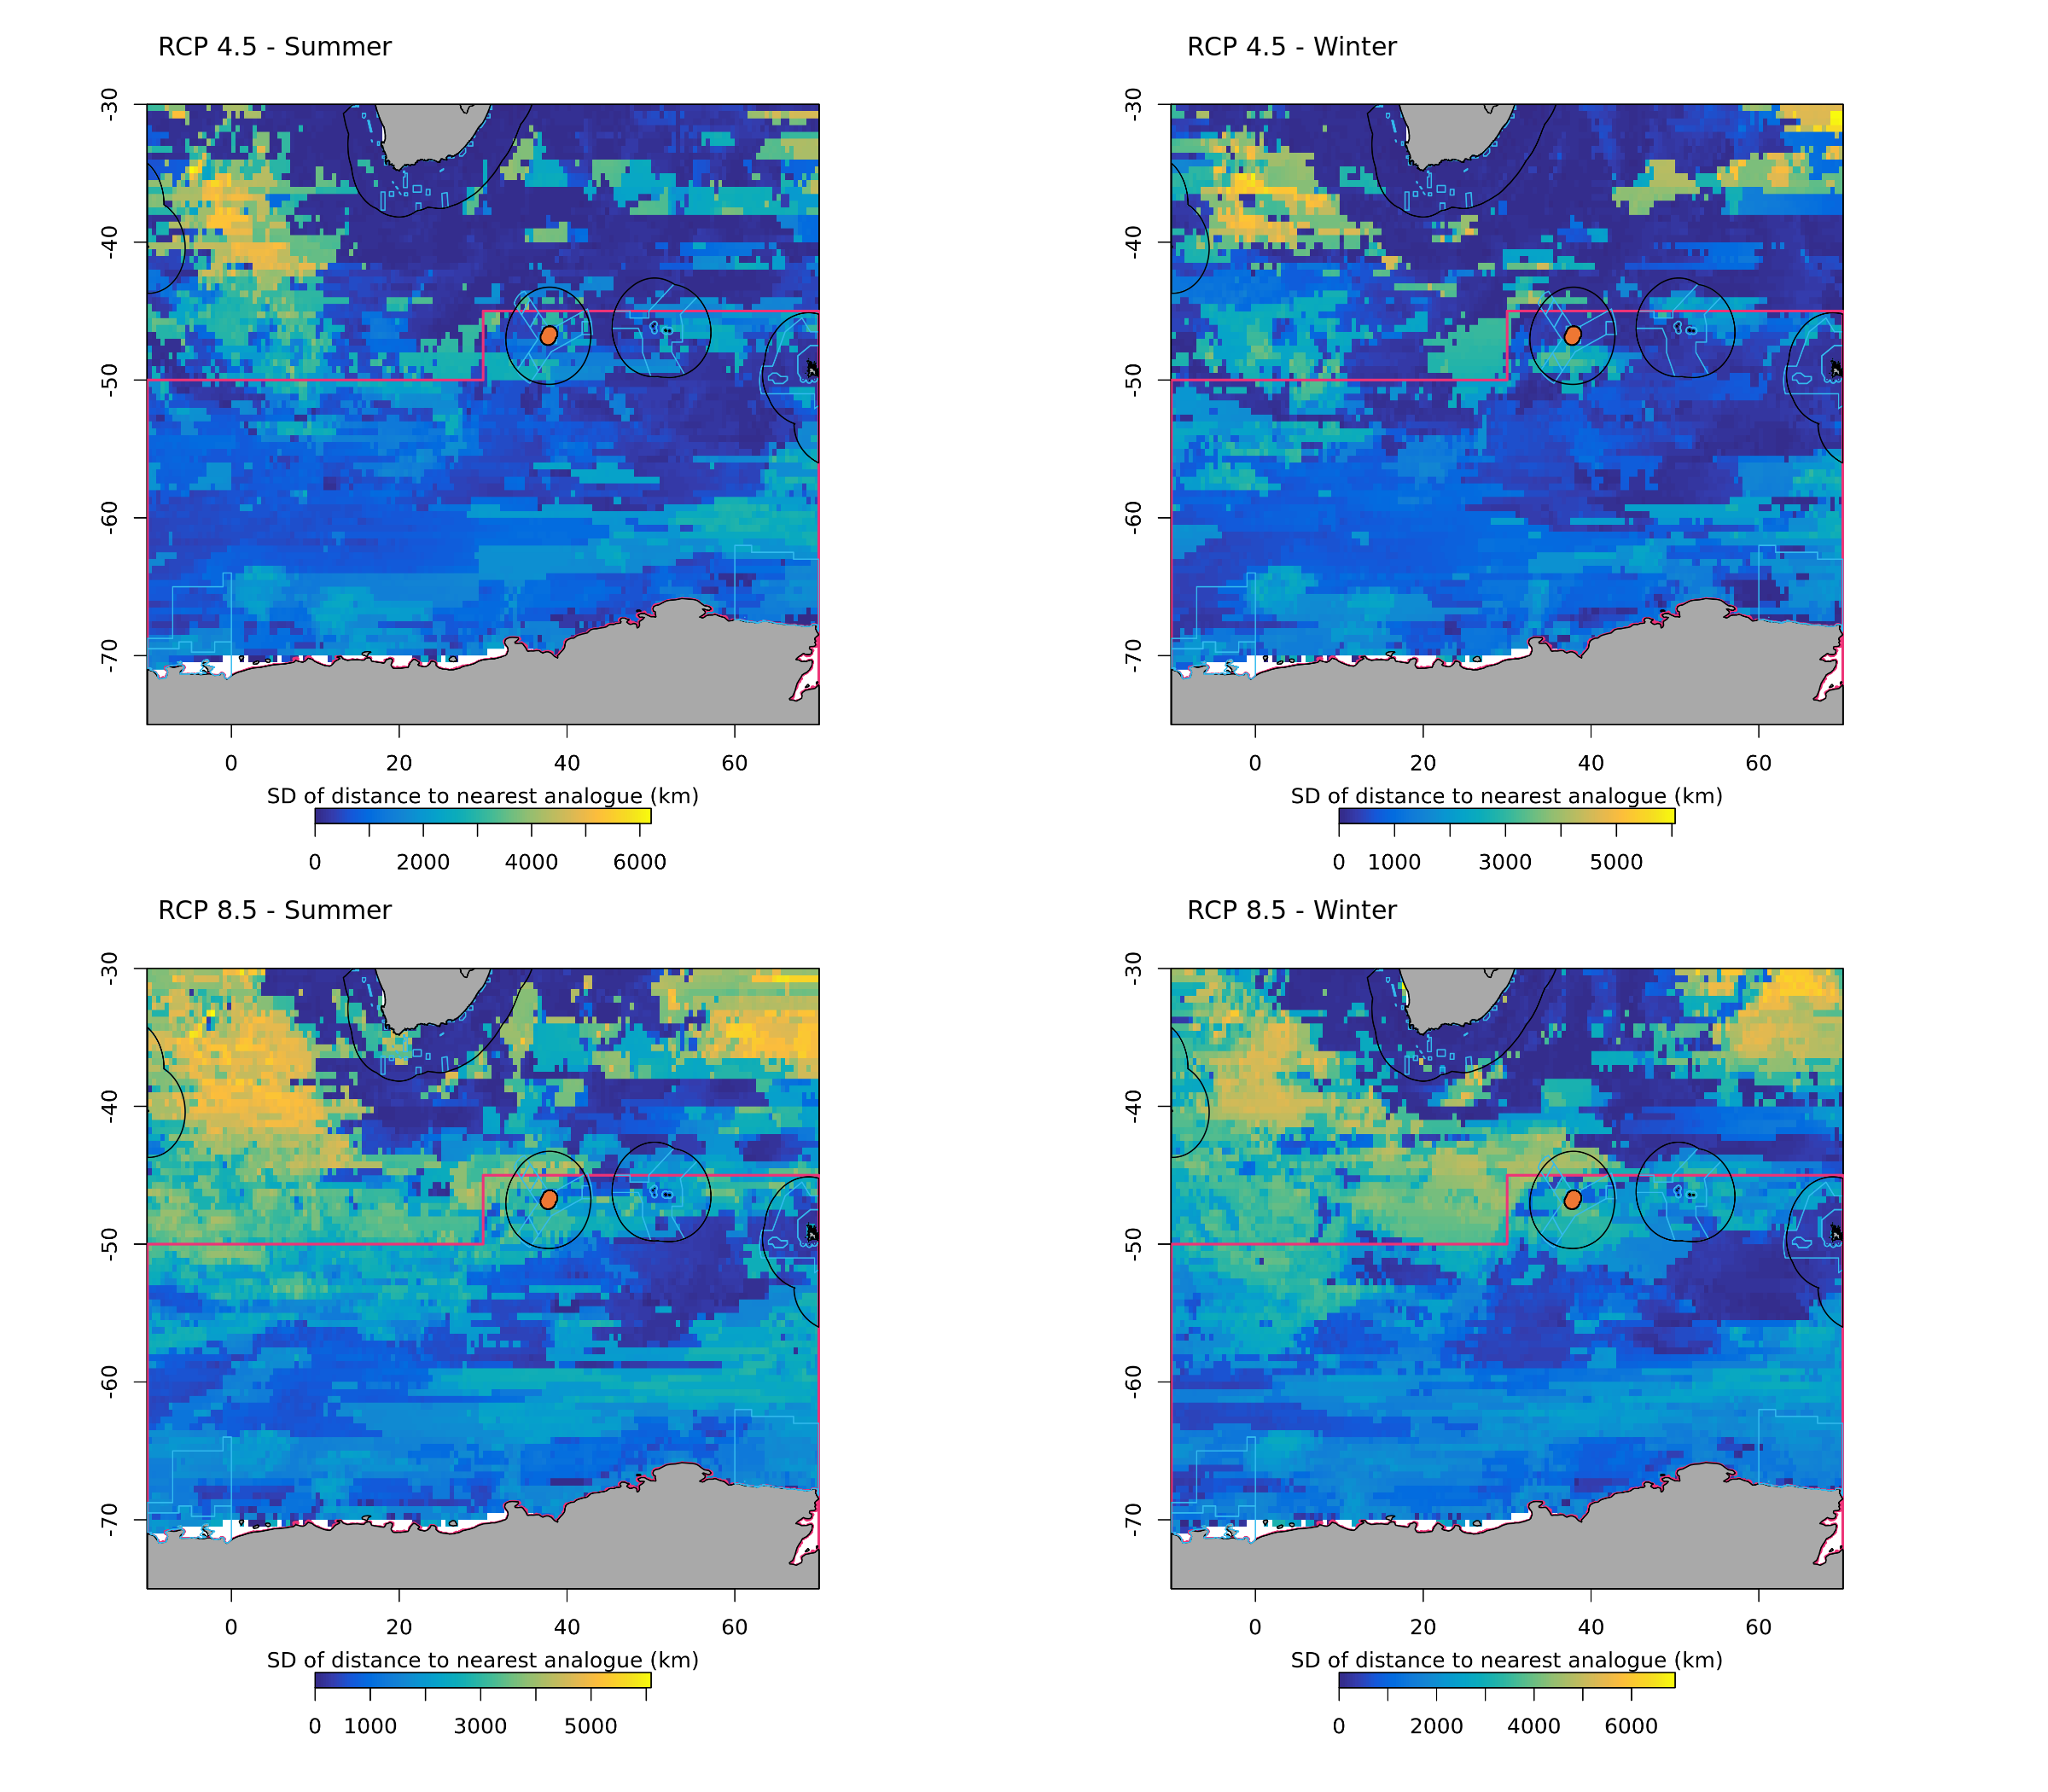 RCP 4.5 - Summer
-30
-40
-50
-60
-70
0 20 40 60
SD of distance to nearest analogue (km)
0 2000 4000 6000
RCP 4.5 - Winter
-30
-40
-50
-60
-70
0 20 40 60
SD of distance to nearest analogue (km)
0 1000 3000 5000
RCP 8.5 - Summer
-30
-40
-50
-60
-70
0 20 40 60
SD of distance to nearest analogue (km)
0 1000 3000 5000
RCP 8.5 - Winter
-30
-40
-50
-60
-70
0 20 40 60
SD of distance to nearest analogue (km)
0 2000 4000 6000